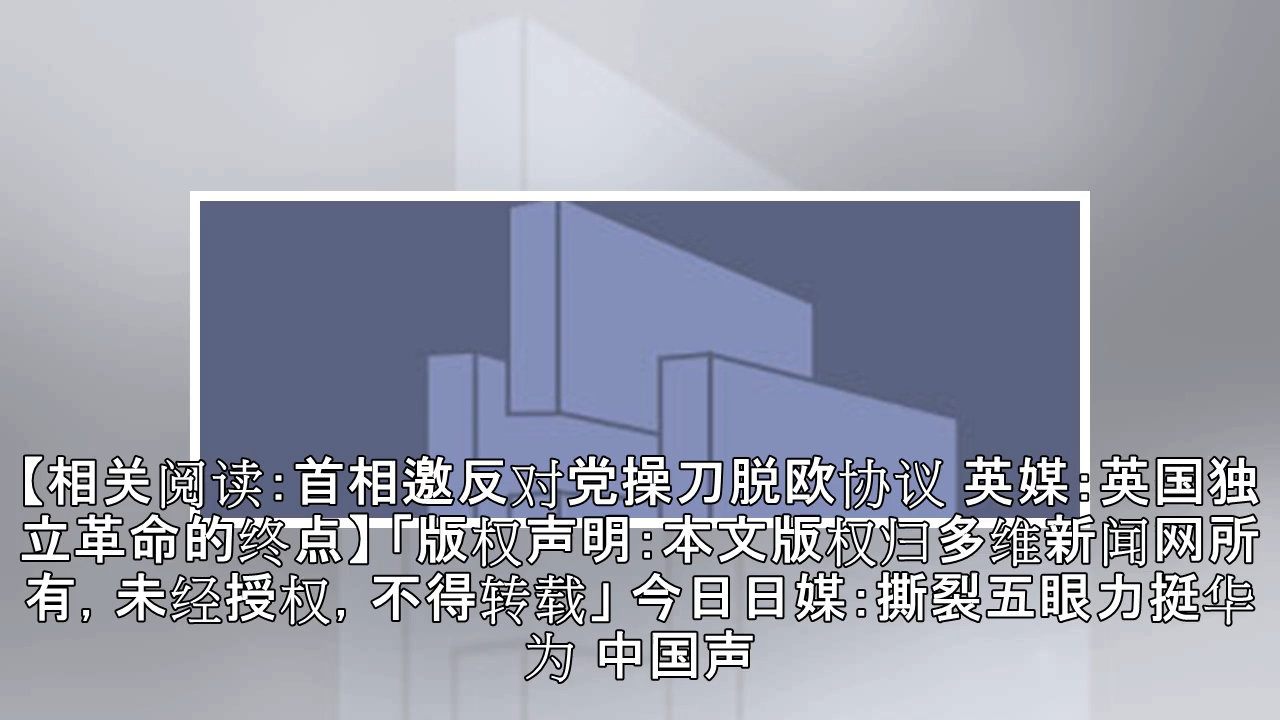 【相关阅读:首相邀反对党操刀脱欧协议 英媒:英国独
立革命的终点】「版权声明:本文版权归多维新闻网所
有, 未经授权, 不得转载」今日日媒:撕裂五眼力挺华
为 中国声